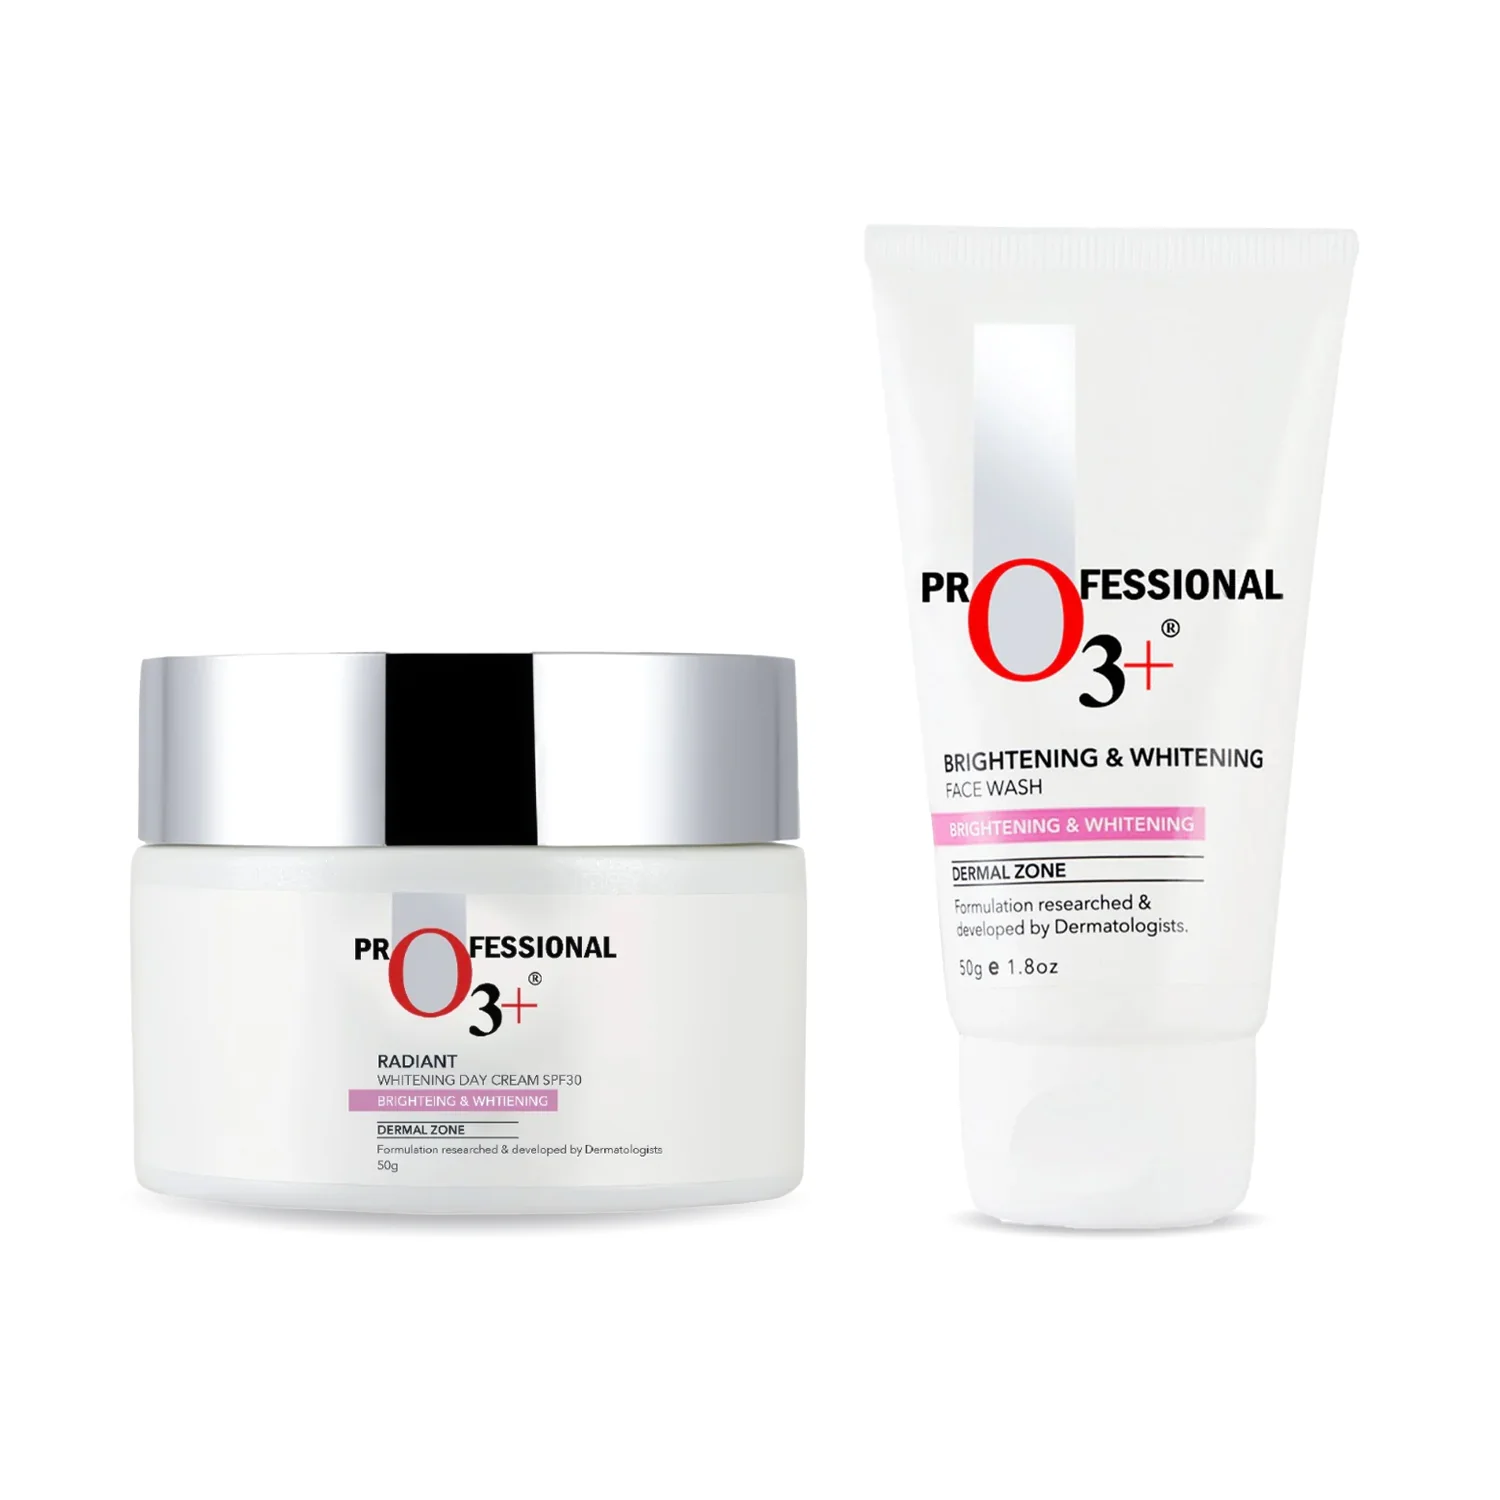 PROFESSIONAL
O3+®
RADIANT
WHITENING DAY CREAM SPF30
BRIGHTEING & WHTIENING
DERMAL ZONE
Formulation researched & developed by Dermatologists
50g
PROFESSIONAL
O3+®
BRIGHTENING & WHITENING
FACE WASH
BRIGHTENING & WHITENING
DERMAL ZONE
Formulation researched &
developed by Dermatologists.
50g e 1.8oz